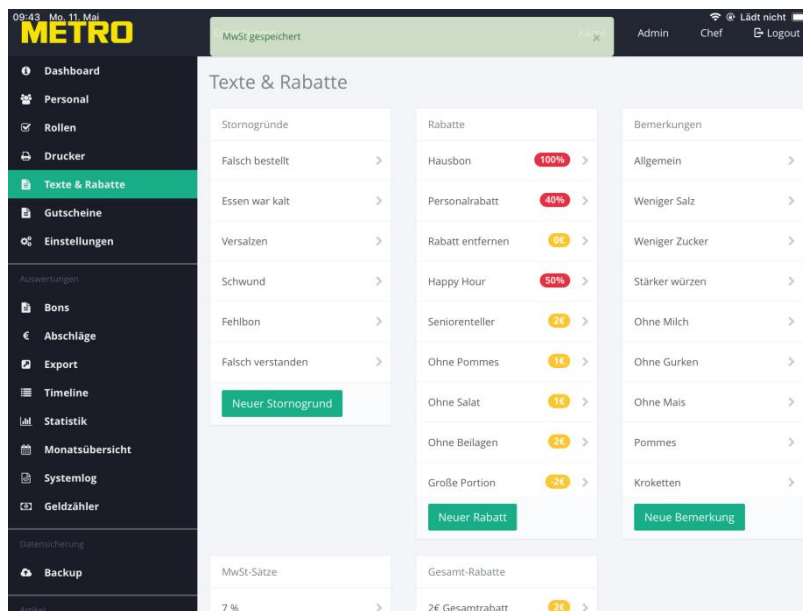 09:43 Mo. 11. Mai
Lädt nicht
METRO
MwSt gespeichert
×
Admin
Chef
Logout
Dashboard
Personal
Rollen
Drucker
Texte & Rabatte
Gutscheine
Einstellungen
Auswertungen
Bons
€ Abschläge
Export
Timeline
Statistik
Monatsübersicht
Systemlog
Geldzähler
Datensicherung
Backup
Artikel
Texte & Rabatte
Stornogründe
Falsch bestellt
Essen war kalt
Versalzen
Schwund
Fehlbon
Falsch verstanden
Neuer Stornogrund
Rabatte
Hausbon 100%
Personalrabatt 40%
Rabatt entfernen 0€
Happy Hour 50%
Seniorenteller 2€
Ohne Pommes 1€
Ohne Salat 1€
Ohne Beilagen 2€
Große Portion -2€
Neuer Rabatt
Bemerkungen
Allgemein
Weniger Salz
Weniger Zucker
Stärker würzen
Ohne Milch
Ohne Gurken
Ohne Mais
Pommes
Kroketten
Neue Bemerkung
MwSt-Sätze
7 %
Gesamt-Rabatte
2€ Gesamtrabatt 2€